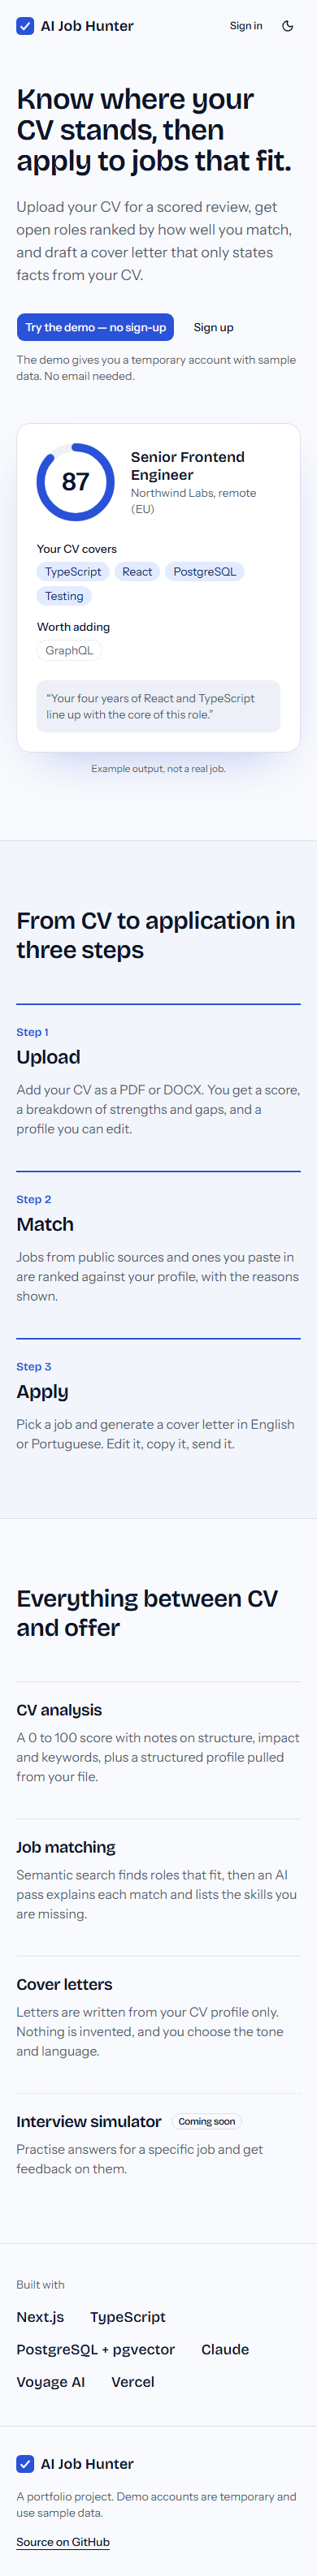 AI Job Hunter
Sign in
Know where your
CV stands, then
apply to jobs that fit.
Upload your CV for a scored review, get
open roles ranked by how well you match,
and draft a cover letter that only states
facts from your CV.
Try the demo — no sign-up
Sign up
The demo gives you a temporary account with sample
data. No email needed.
87
Senior Frontend
Engineer
Northwind Labs, remote
(EU)
Your CV covers
TypeScript
React
PostgreSQL
Testing
Worth adding
GraphQL
“Your four years of React and TypeScript
line up with the core of this role.”
Example output, not a real job.
From CV to application in
three steps
Step 1
Upload
Add your CV as a PDF or DOCX. You get a score,
a breakdown of strengths and gaps, and a
profile you can edit.
Step 2
Match
Jobs from public sources and ones you paste in
are ranked against your profile, with the reasons
shown.
Step 3
Apply
Pick a job and generate a cover letter in English
or Portuguese. Edit it, copy it, send it.
Everything between CV
and offer
CV analysis
A 0 to 100 score with notes on structure, impact
and keywords, plus a structured profile pulled
from your file.
Job matching
Semantic search finds roles that fit, then an AI
pass explains each match and lists the skills you
are missing.
Cover letters
Letters are written from your CV profile only.
Nothing is invented, and you choose the tone
and language.
Interview simulator
Coming soon
Practise answers for a specific job and get
feedback on them.
Built with
Next.js
TypeScript
PostgreSQL + pgvector
Claude
Voyage AI
Vercel
AI Job Hunter
A portfolio project. Demo accounts are temporary and
use sample data.
Source on GitHub